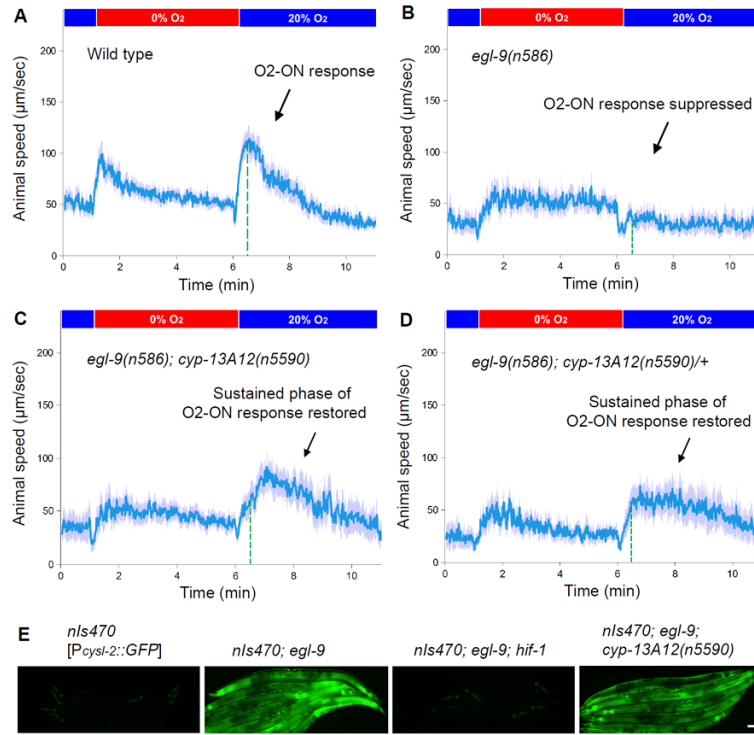 A
0% O2
20% O2
Wild type
O2-ON response
Animal speed (μm/sec)
200
150
100
50
0
0
2
4
6
8
10
Time (min)
B
0% O2
20% O2
egl-9(n586)
O2-ON response suppressed
Animal speed (μm/sec)
200
150
100
50
0
0
2
4
6
8
10
Time (min)
C
0% O2
20% O2
egl-9(n586); cyp-13A12(n5590)
Sustained phase of
O2-ON response restored
Animal speed (μm/sec)
200
150
100
50
0
0
2
4
6
8
10
Time (min)
D
0% O2
20% O2
egl-9(n586); cyp-13A12(n5590)/+
Sustained phase of
O2-ON response restored
Animal speed (μm/sec)
200
150
100
50
0
0
2
4
6
8
10
Time (min)
E
nIs470
[Pcysl-2::GFP]
nIs470; egl-9
nIs470; egl-9; hif-1
nIs470; egl-9;
cyp-13A12(n5590)